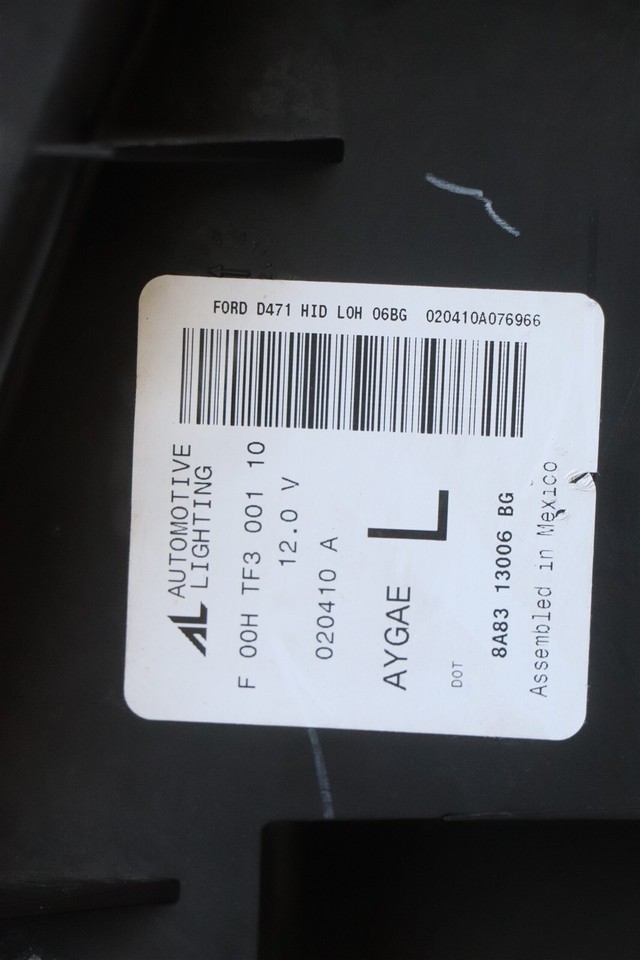 FORD D471 HID LOH 06BG 020410A076966
AL AUTOMOTIVE
LIGHTING
F 00H TF3 001 10
12.0 V
020410 A
AYGAE L
DOT
8A83 13006 BG
Assembled in Mexico